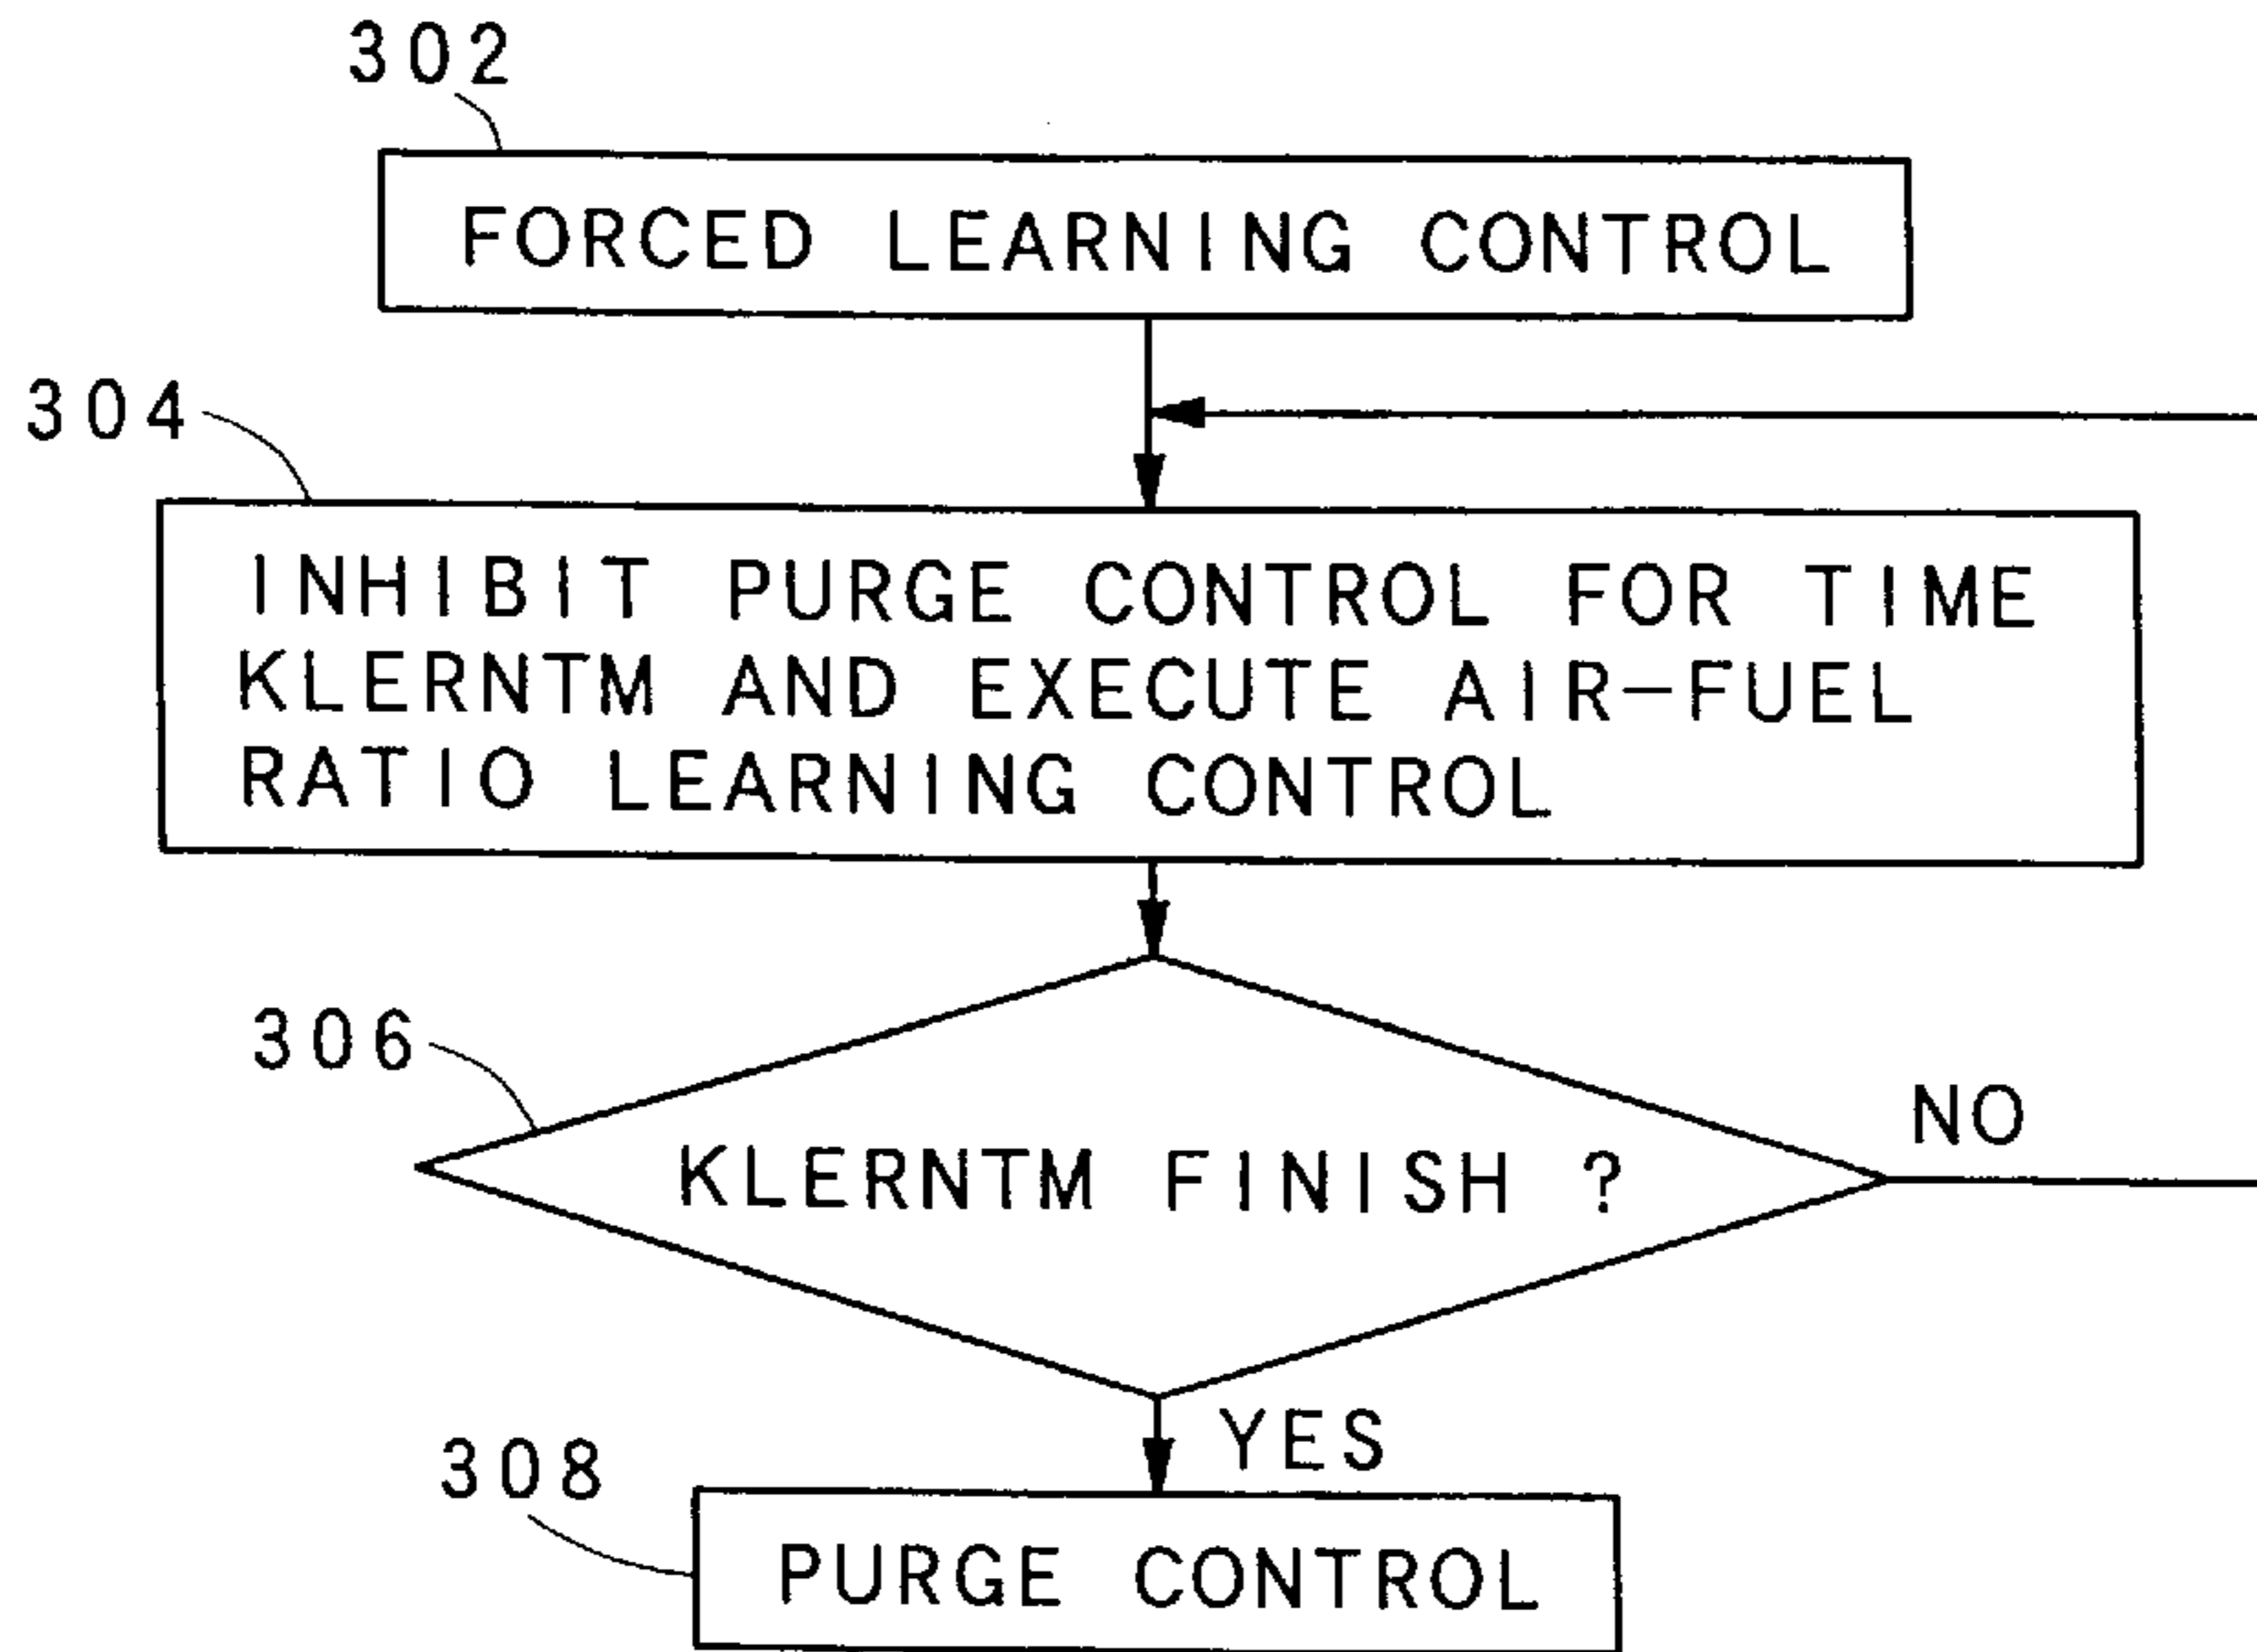 302
FORCED LEARNING CONTROL
304
INHIBIT PURGE CONTROL FOR TIME
KLERNTM AND EXECUTE AIR-FUEL
RATIO LEARNING CONTROL
306
KLERNTM FINISH ?
NO
YES
308
PURGE CONTROL